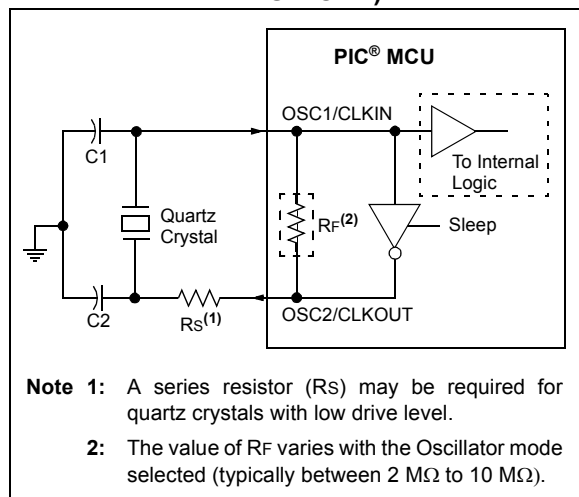 PIC® MCU
OSC1/CLKIN
C1
To Internal
Logic
Quartz
Crystal
RF(2)
Sleep
C2
RS(1)
OSC2/CLKOUT
Note 1: A series resistor (RS) may be required for
quartz crystals with low drive level.
2: The value of RF varies with the Oscillator mode
selected (typically between 2 MΩ to 10 MΩ).